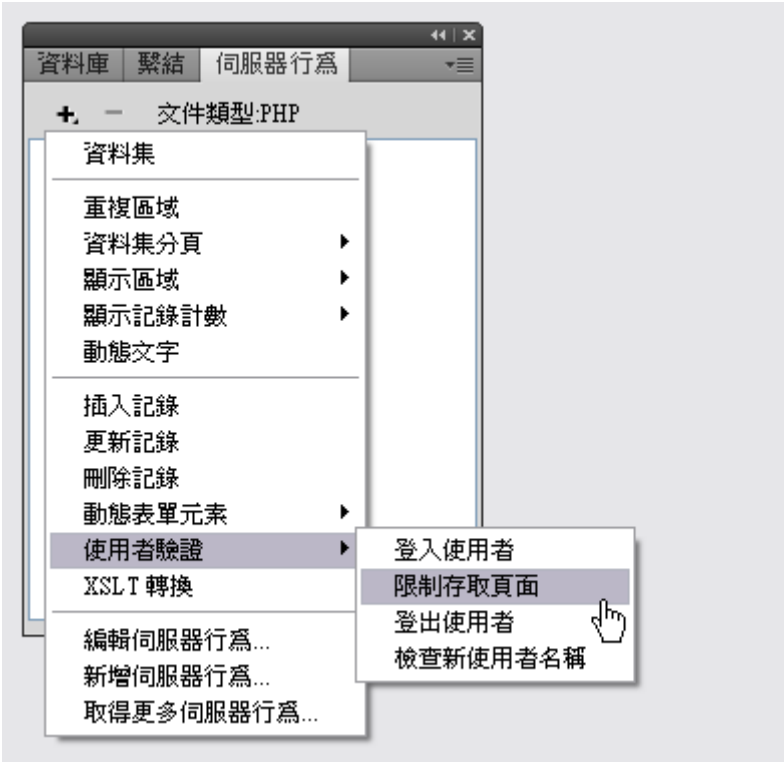 資料庫 繫結 伺服器行為
文件類型:PHP
資料集
重複區域
資料集分頁
顯示區域
顯示記錄計數
動態文字
插入記錄
更新記錄
刪除記錄
動態表單元素
使用者驗證
XSLT 轉換
編輯伺服器行為...
新增伺服器行為...
取得更多伺服器行為...
登入使用者
限制存取頁面
登出使用者
檢查新使用者名稱